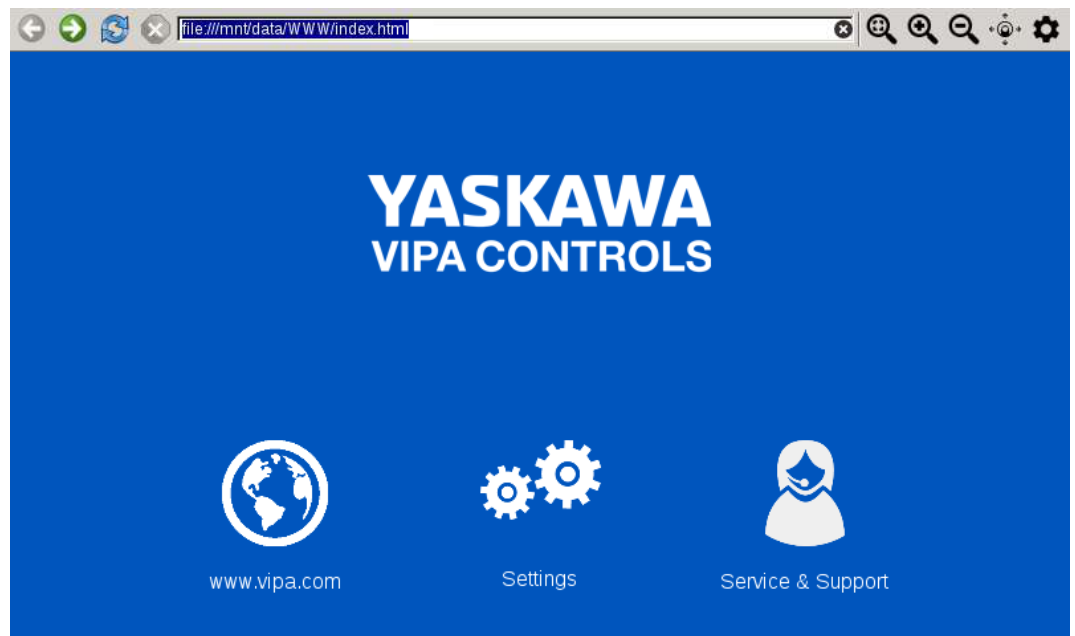 file:///mnt/data/WWW/index.html
YASKAWA
VIPA CONTROLS
www.vipa.com
Settings
Service & Support